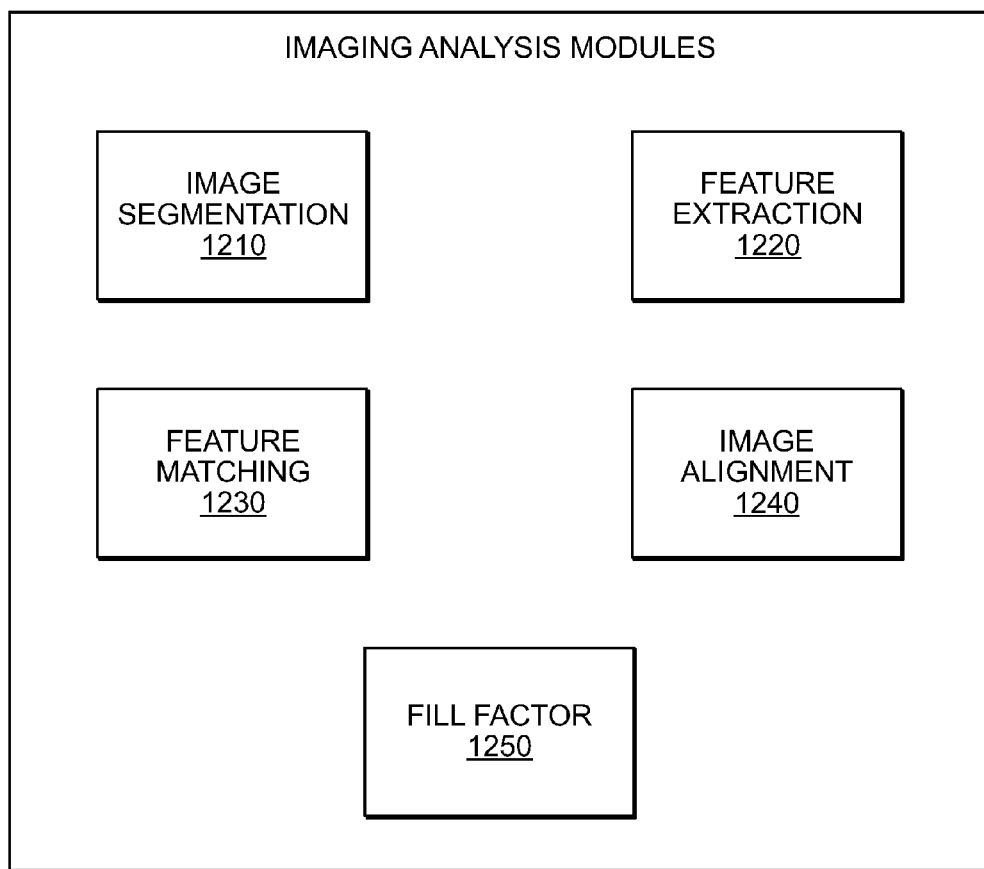 IMAGING ANALYSIS MODULES
IMAGE
SEGMENTATION
1210
FEATURE
EXTRACTION
1220
FEATURE
MATCHING
1230
IMAGE
ALIGNMENT
1240
FILL FACTOR
1250